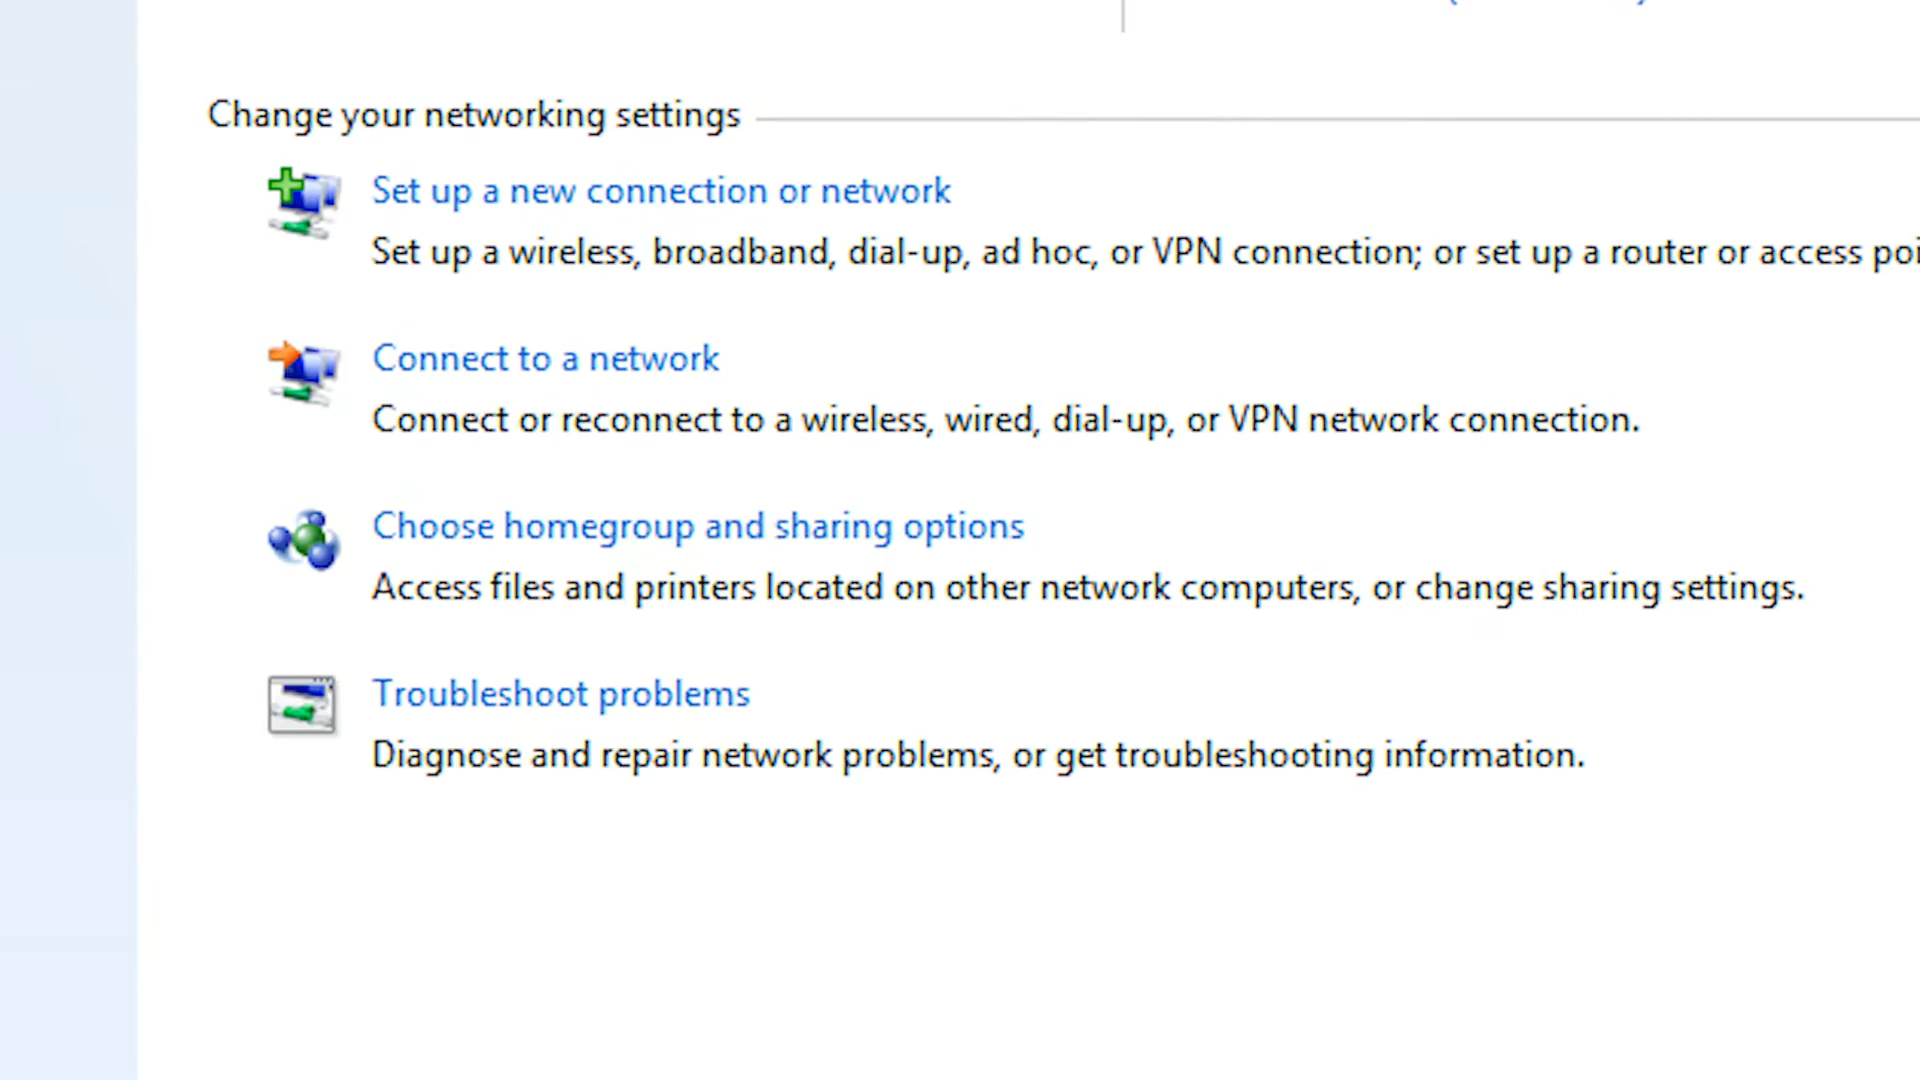 Change your networking settings
Set up a new connection or network
Set up a wireless, broadband, dial-up, ad hoc, or VPN connection; or set up a router or access
Connect to a network
Connect or reconnect to a wireless, wired, dial-up, or VPN network connection.
Choose homegroup and sharing options
Access files and printers located on other network computers, or change sharing settings.
Troubleshoot problems
Diagnose and repair network problems, or get troubleshooting information.